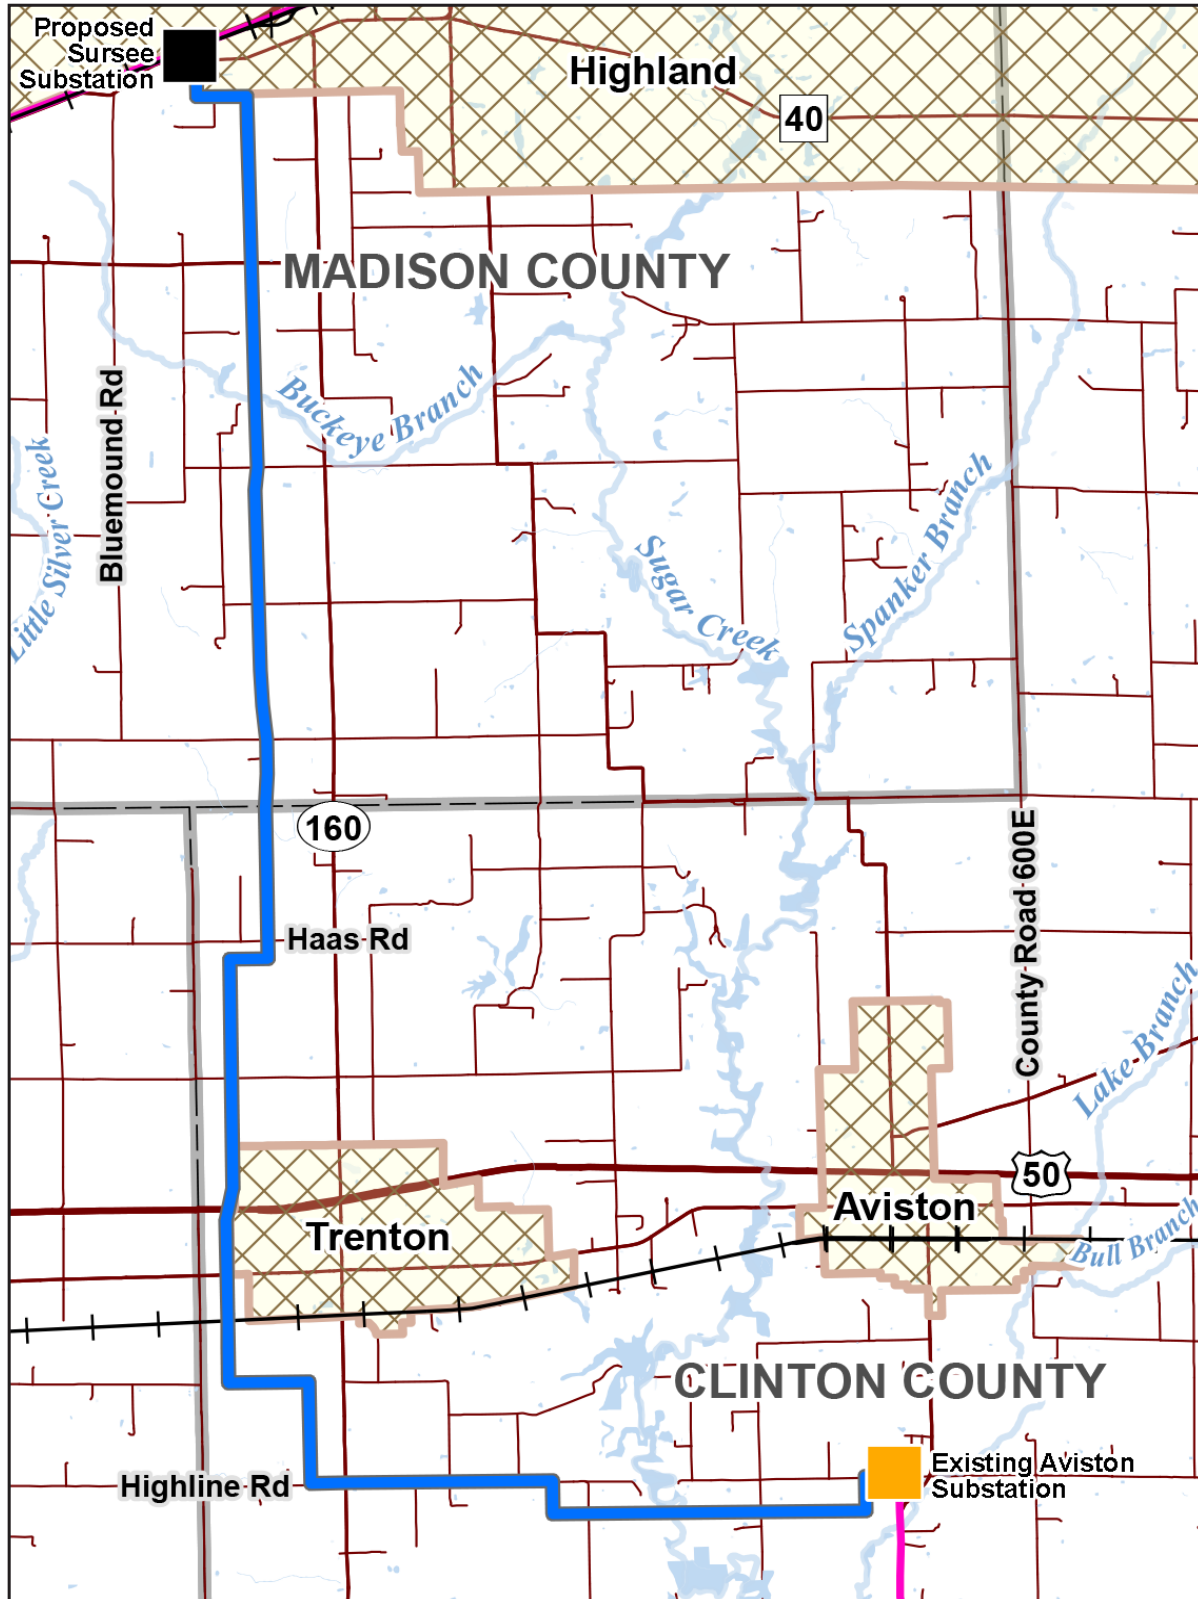 Proposed
Sursee
Substation
Highland
40
MADISON COUNTY
Bluemound Rd
Buckeye Branch
Little Silver Creek
Sugar Creek
Spanker Branch
160
County Road 600E
Haas Rd
Lake Branch
50
Aviston
Trenton
Bull Branch
CLINTON COUNTY
Existing Aviston
Substation
Highline Rd